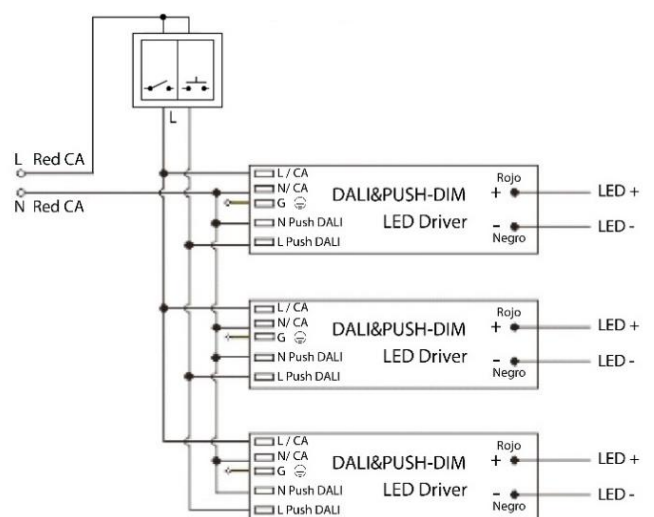 L
L Red CA
N Red CA
L / CA
N/ CA
G
N Push DALI
L Push DALI
DALI&PUSH-DIM
LED Driver
Rojo
+
-
Negro
LED +
LED -
L / CA
N/ CA
G
N Push DALI
L Push DALI
DALI&PUSH-DIM
LED Driver
Rojo
+
-
Negro
LED +
LED -
L / CA
N/ CA
G
N Push DALI
L Push DALI
DALI&PUSH-DIM
LED Driver
Rojo
+
-
Negro
LED +
LED -